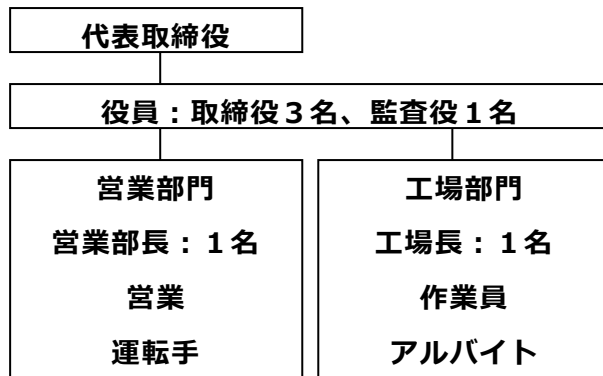 代表取締役
役員：取締役３名、監査役１名
営業部門
営業部長：１名
営業
運転手
工場部門
工場長：１名
作業員
アルバイト